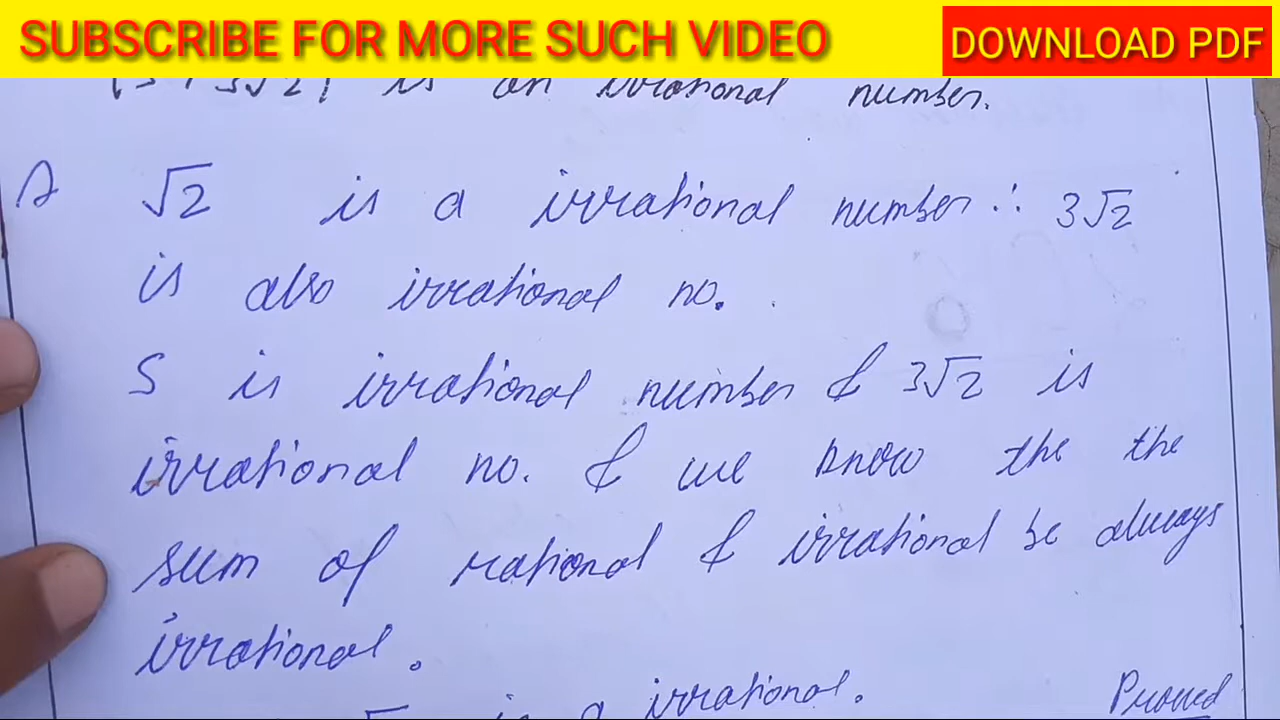 SUBSCRIBE FOR MORE SUCH VIDEO
DOWNLOAD PDF
is an irrational number.
A √2 is a irrational number ∴ 3√2
is also irrational no.
5 is irrational number & 3√2 is
irrational no. & we know the the
sum of rational & irrational be always
irrational.
is a irrational. Proved